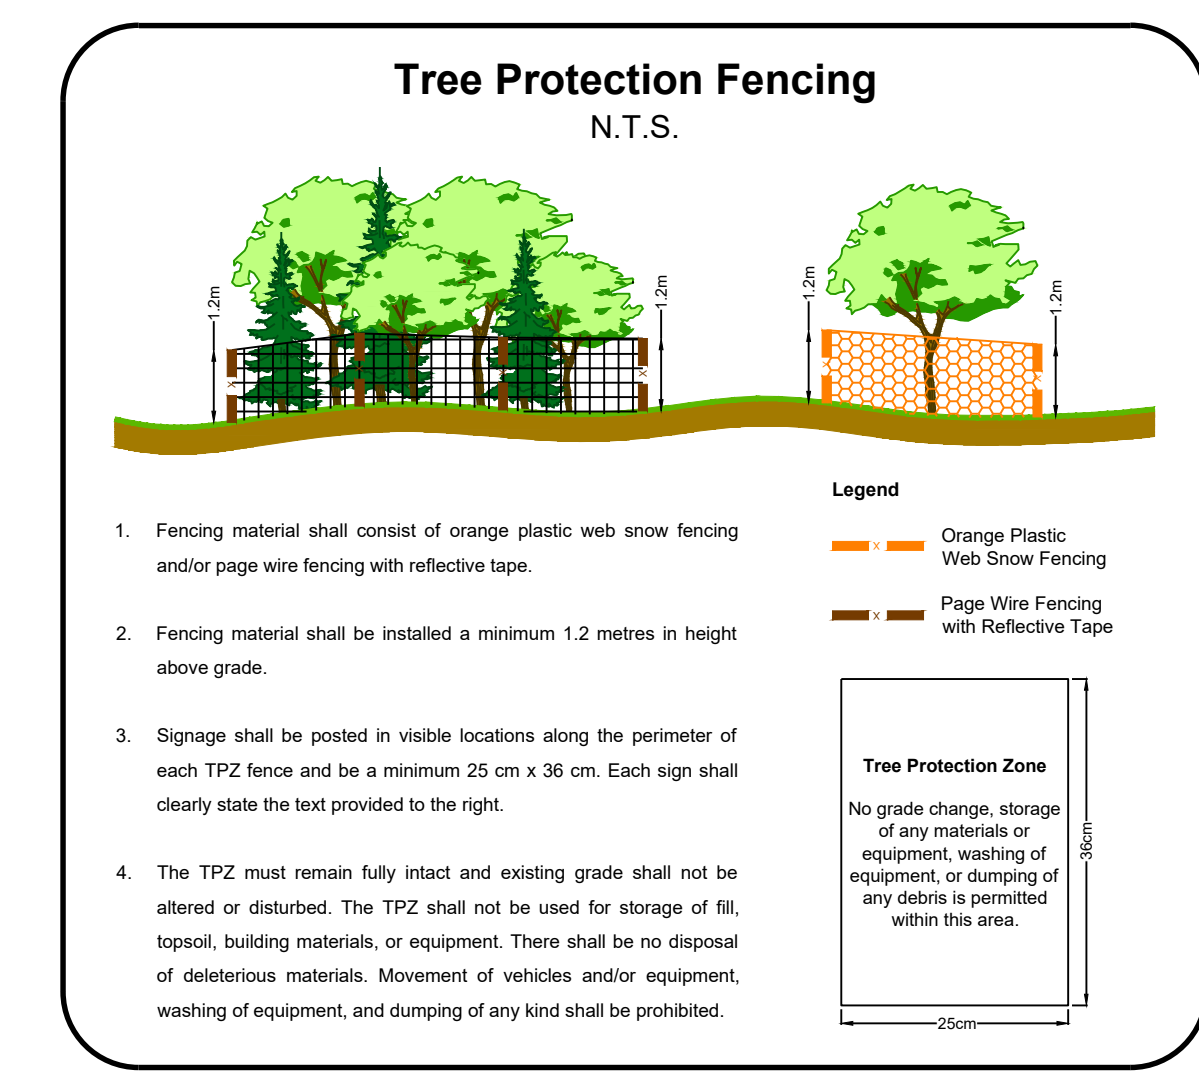 Tree Protection Fencing
N.T.S.
1.2m
1.2m
1.2m
1.2m
x
x
x
x
x
x
1. Fencing material shall consist of orange plastic web snow fencing
and/or page wire fencing with reflective tape.
2. Fencing material shall be installed a minimum 1.2 metres in height
above grade.
3. Signage shall be posted in visible locations along the perimeter of
each TPZ fence and be a minimum 25 cm x 36 cm. Each sign shall
clearly state the text provided to the right.
4. The TPZ must remain fully intact and existing grade shall not be
altered or disturbed. The TPZ shall not be used for storage of fill,
topsoil, building materials, or equipment. There shall be no disposal
of deleterious materials. Movement of vehicles and/or equipment,
washing of equipment, and dumping of any kind shall be prohibited.
Legend
x
Orange Plastic
Web Snow Fencing
x
Page Wire Fencing
with Reflective Tape
Tree Protection Zone
No grade change, storage
of any materials or
equipment, washing of
equipment, or dumping of
any debris is permitted
within this area.
36cm
25cm